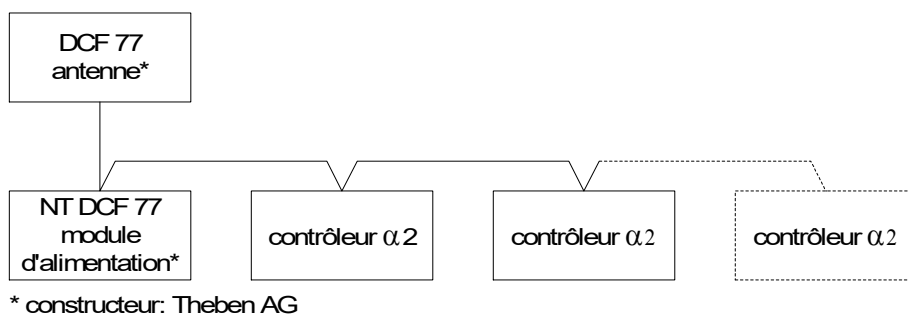 DCF 77
antenne*
NT DCF 77
module
d'alimentation*
contrôleur α2
contrôleur α2
contrôleur α2
* constructeur: Theben AG